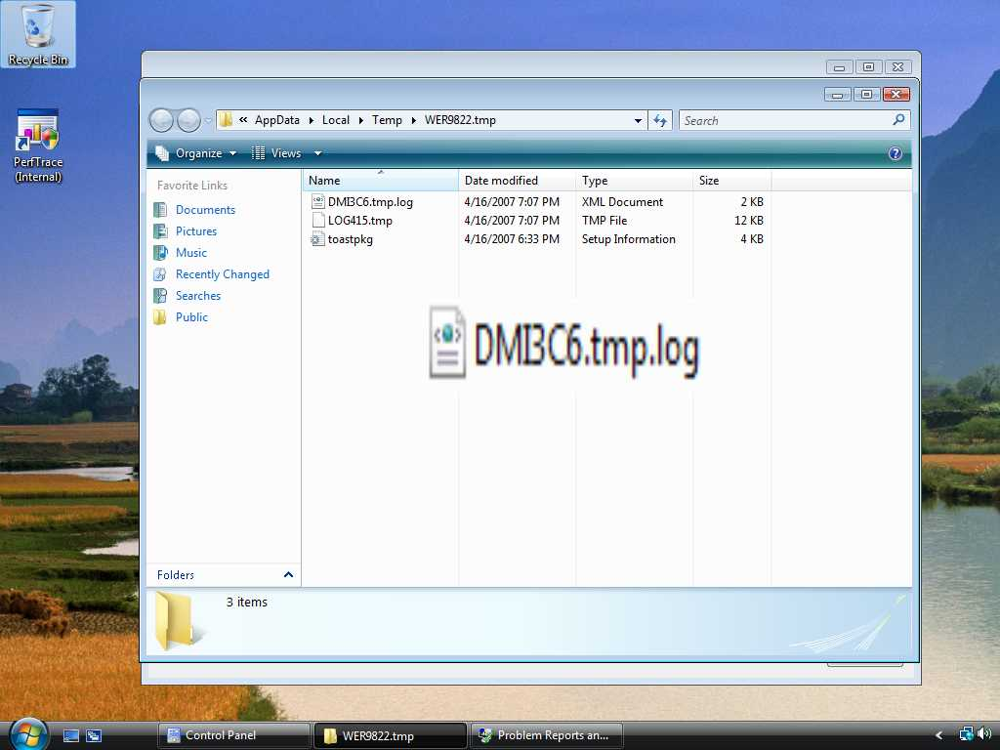 Recycle Bin
PerfTrace
(Internal)
« AppData Local Temp WER9822.tmp
Search
Organize Views
Favorite Links
Documents
Pictures
Music
Recently Changed
Searches
Public
Folders
Name Date modified Type Size
DMI3C6.tmp.log 4/16/2007 7:07 PM XML Document 2 KB
LOG415.tmp 4/16/2007 7:07 PM TMP File 12 KB
toastpkg 4/16/2007 6:33 PM Setup Information 4 KB
DMI3C6.tmp.log
3 items
Control Panel WER9822.tmp Problem Reports an...